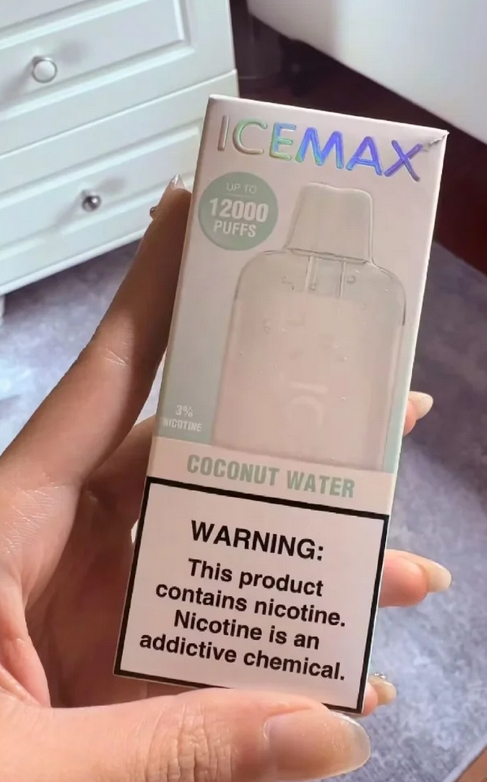 ICEMAX
UP TO
12000
PUFFS
3%
NICOTINE
COCONUT WATER
WARNING:
This product
contains nicotine.
Nicotine is an
addictive chemical.